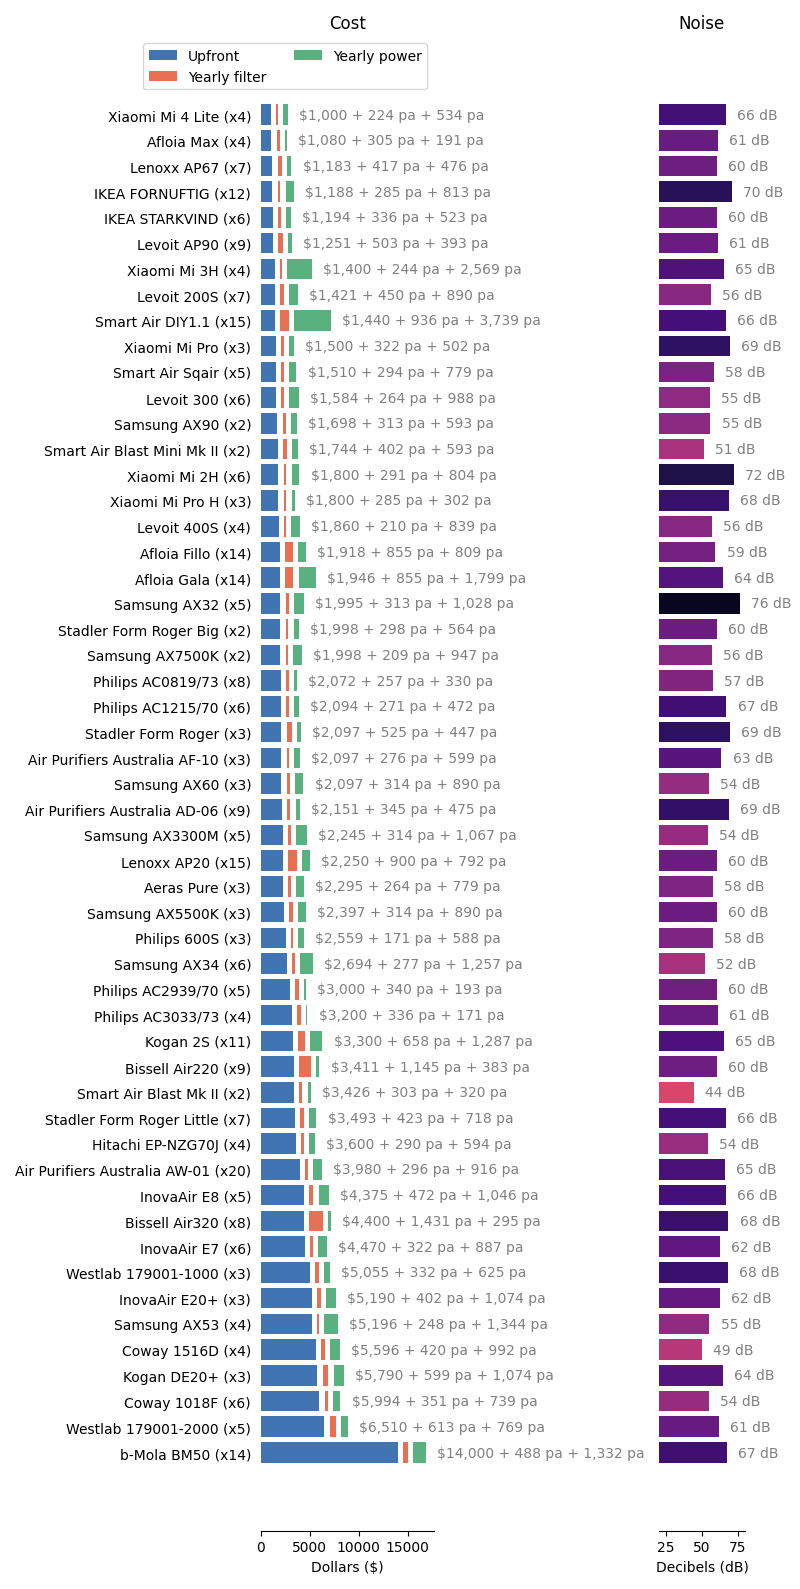 Cost Noise
Upfront Yearly power
Yearly filter
Xiaomi Mi 4 Lite (x4) $1,000 + 224 pa + 534 pa 66 dB
Afloia Max (x4) $1,080 + 305 pa + 191 pa 61 dB
Lenoxx AP67 (x7) $1,183 + 417 pa + 476 pa 60 dB
IKEA FORNUFTIG (x12) $1,188 + 285 pa + 813 pa 70 dB
IKEA STARKVIND (x6) $1,194 + 336 pa + 523 pa 60 dB
Levoit AP90 (x9) $1,251 + 503 pa + 393 pa 61 dB
Xiaomi Mi 3H (x4) $1,400 + 244 pa + 2,569 pa 65 dB
Levoit 200S (x7) $1,421 + 450 pa + 890 pa 56 dB
Smart Air DIY1.1 (x15) $1,440 + 936 pa + 3,739 pa 66 dB
Xiaomi Mi Pro (x3) $1,500 + 322 pa + 502 pa 69 dB
Smart Air Sqair (x5) $1,510 + 294 pa + 779 pa 58 dB
Levoit 300 (x6) $1,584 + 264 pa + 988 pa 55 dB
Samsung AX90 (x2) $1,698 + 313 pa + 593 pa 55 dB
Smart Air Blast Mini Mk II (x2) $1,744 + 402 pa + 593 pa 51 dB
Xiaomi Mi 2H (x6) $1,800 + 291 pa + 804 pa 72 dB
Xiaomi Mi Pro H (x3) $1,800 + 285 pa + 302 pa 68 dB
Levoit 400S (x4) $1,860 + 210 pa + 839 pa 56 dB
Afloia Fillo (x14) $1,918 + 855 pa + 809 pa 59 dB
Afloia Gala (x14) $1,946 + 855 pa + 1,799 pa 64 dB
Samsung AX32 (x5) $1,995 + 313 pa + 1,028 pa 76 dB
Stadler Form Roger Big (x2) $1,998 + 298 pa + 564 pa 60 dB
Samsung AX7500K (x2) $1,998 + 209 pa + 947 pa 56 dB
Philips AC0819/73 (x8) $2,072 + 257 pa + 330 pa 57 dB
Philips AC1215/70 (x6) $2,094 + 271 pa + 472 pa 67 dB
Stadler Form Roger (x3) $2,097 + 525 pa + 447 pa 69 dB
Air Purifiers Australia AF-10 (x3) $2,097 + 276 pa + 599 pa 63 dB
Samsung AX60 (x3) $2,097 + 314 pa + 890 pa 54 dB
Air Purifiers Australia AD-06 (x9) $2,151 + 345 pa + 475 pa 69 dB
Samsung AX3300M (x5) $2,245 + 314 pa + 1,067 pa 54 dB
Lenoxx AP20 (x15) $2,250 + 900 pa + 792 pa 60 dB
Aeras Pure (x3) $2,295 + 264 pa + 779 pa 58 dB
Samsung AX5500K (x3) $2,397 + 314 pa + 890 pa 60 dB
Philips 600S (x3) $2,559 + 171 pa + 588 pa 58 dB
Samsung AX34 (x6) $2,694 + 277 pa + 1,257 pa 52 dB
Philips AC2939/70 (x5) $3,000 + 340 pa + 193 pa 60 dB
Philips AC3033/73 (x4) $3,200 + 336 pa + 171 pa 61 dB
Kogan 2S (x11) $3,300 + 658 pa + 1,287 pa 65 dB
Bissell Air220 (x9) $3,411 + 1,145 pa + 383 pa 60 dB
Smart Air Blast Mk II (x2) $3,426 + 303 pa + 320 pa 44 dB
Stadler Form Roger Little (x7) $3,493 + 423 pa + 718 pa 66 dB
Hitachi EP-NZG70J (x4) $3,600 + 290 pa + 594 pa 54 dB
Air Purifiers Australia AW-01 (x20) $3,980 + 296 pa + 916 pa 65 dB
InovaAir E8 (x5) $4,375 + 472 pa + 1,046 pa 66 dB
Bissell Air320 (x8) $4,400 + 1,431 pa + 295 pa 68 dB
InovaAir E7 (x6) $4,470 + 322 pa + 887 pa 62 dB
Westlab 179001-1000 (x3) $5,055 + 332 pa + 625 pa 68 dB
InovaAir E20+ (x3) $5,190 + 402 pa + 1,074 pa 62 dB
Samsung AX53 (x4) $5,196 + 248 pa + 1,344 pa 55 dB
Coway 1516D (x4) $5,596 + 420 pa + 992 pa 49 dB
Kogan DE20+ (x3) $5,790 + 599 pa + 1,074 pa 64 dB
Coway 1018F (x6) $5,994 + 351 pa + 739 pa 54 dB
Westlab 179001-2000 (x5) $6,510 + 613 pa + 769 pa 61 dB
b-Mola BM50 (x14) $14,000 + 488 pa + 1,332 pa 67 dB
0 5000 10000 15000 25 50 75
Dollars ($) Decibels (dB)